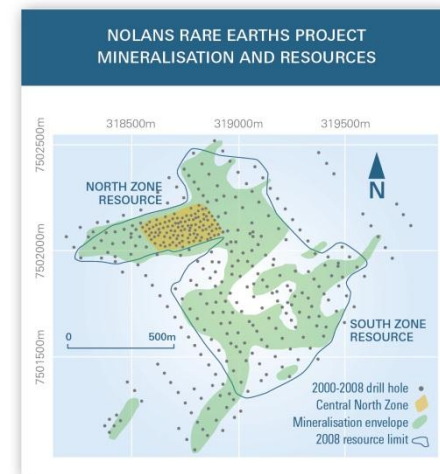 NOLANS RARE EARTHS PROJECT
MINERALISATION AND RESOURCES
318500m 319000m 319500m
7502500m
NORTH ZONE
RESOURCE
N
7502000m
0 500m
SOUTH ZONE
RESOURCE
7501500m
2000-2008 drill hole
Central North Zone
Mineralisation envelope
2008 resource limit